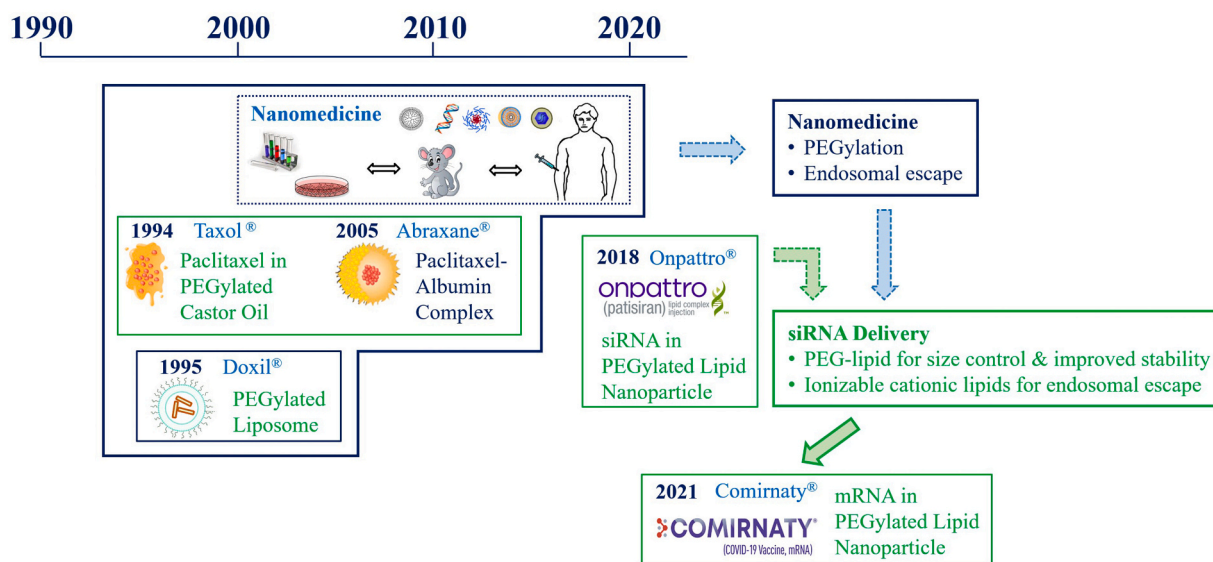 1990 2000 2010 2020
Nanomedicine
1994 Taxol®
Paclitaxel in
PEGylated
Castor Oil
2005 Abraxane®
Paclitaxel-
Albumin
Complex
1995 Doxil®
PEGylated
Liposome
Nanomedicine
• PEGylation
• Endosomal escape
2018 Onpattro®
onpattro
(patisiran) lipid complex
injection
™
siRNA in
PEGylated Lipid
Nanoparticle
siRNA Delivery
• PEG-lipid for size control & improved stability
• Ionizable cationic lipids for endosomal escape
2021 Comirnaty®
COMIRNATY®
(COVID-19 Vaccine, mRNA)
mRNA in
PEGylated Lipid
Nanoparticle